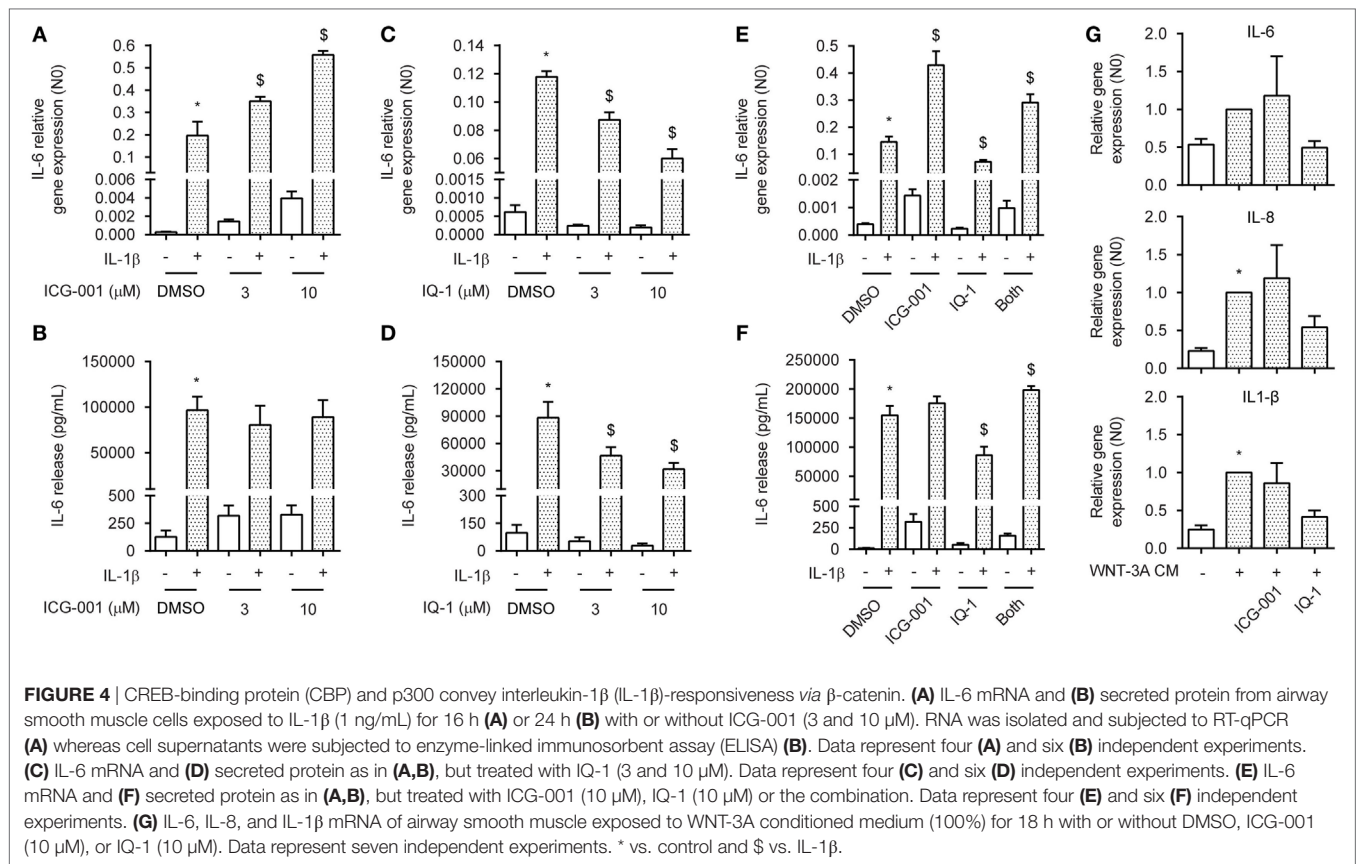 A
IL-6 relative
gene expression (N0)
0.6
0.5
0.4
0.3
0.2
0.1
0.006
0.004
0.002
0.000
* $ $
IL-1β - + - + - +
ICG-001 (µM) DMSO 3 10
B
IL-6 release (pg/mL)
150000
125000
100000
75000
50000
25000
500
250
0
*
IL-1β - + - + - +
ICG-001 (µM) DMSO 3 10
C
IL-6 relative
gene expression (N0)
0.14
0.12
0.10
0.08
0.06
0.0015
0.0010
0.0005
0.0000
* $ $
IL-1β - + - + - +
IQ-1 (µM) DMSO 3 10
D
IL-6 release (pg/mL)
150000
120000
90000
60000
30000
300
200
100
0
* $ $
IL-1β - + - + - +
IQ-1 (µM) DMSO 3 10
E
IL-6 relative
gene expression (N0)
0.5
0.4
0.3
0.2
0.1
0.002
0.001
0.000
* $ $ $
IL-1β - + - + - + - +
DMSO ICG-001 IQ-1 Both
F
IL-6 release (pg/mL)
250000
200000
150000
100000
50000
500
250
0
* $ $
IL-1β - + - + - + - +
DMSO ICG-001 IQ-1 Both
G
IL-6
Relative gene
expression (N0)
2.0
1.5
1.0
0.5
0.0
IL-8
Relative gene
expression (N0)
2.0
1.5
1.0
0.5
0.0
*
IL1-β
Relative gene
expression (N0)
2.0
1.5
1.0
0.5
0.0
*
WNT-3A CM - + + +
ICG-001 IQ-1
FIGURE 4 | CREB-binding protein (CBP) and p300 convey interleukin-1β (IL-1β)-responsiveness via β-catenin. (A) IL-6 mRNA and (B) secreted protein from airway
smooth muscle cells exposed to IL-1β (1 ng/mL) for 16 h (A) or 24 h (B) with or without ICG-001 (3 and 10 µM). RNA was isolated and subjected to RT-qPCR
(A) whereas cell supernatants were subjected to enzyme-linked immunosorbent assay (ELISA) (B). Data represent four (A) and six (B) independent experiments.
(C) IL-6 mRNA and (D) secreted protein as in (A,B), but treated with IQ-1 (3 and 10 µM). Data represent four (C) and six (D) independent experiments. (E) IL-6
mRNA and (F) secreted protein as in (A,B), but treated with ICG-001 (10 µM), IQ-1 (10 µM) or the combination. Data represent four (E) and six (F) independent
experiments. (G) IL-6, IL-8, and IL-1β mRNA of airway smooth muscle exposed to WNT-3A conditioned medium (100%) for 18 h with or without DMSO, ICG-001
(10 µM), or IQ-1 (10 µM). Data represent seven independent experiments. * vs. control and $ vs. IL-1β.